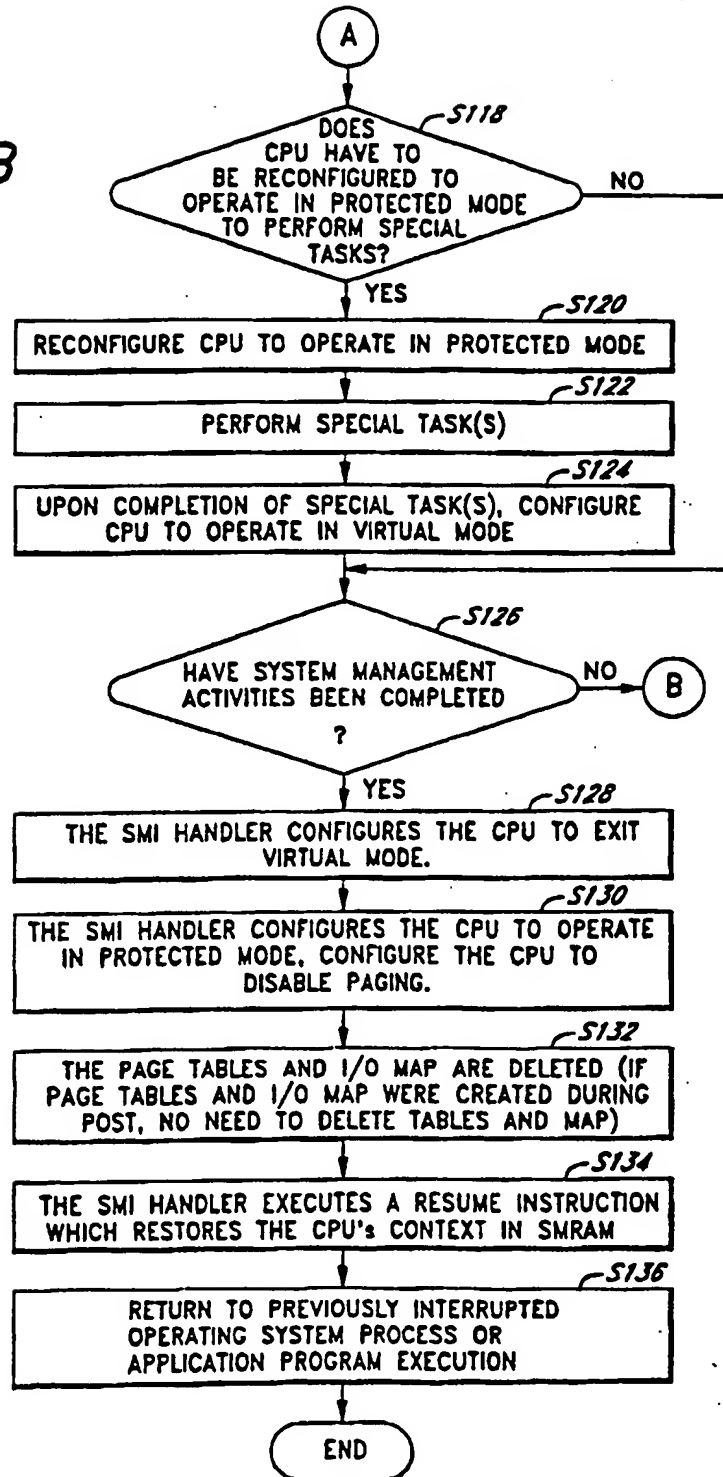 A
S118
DOES
CPU HAVE TO
BE RECONFIGURED TO
OPERATE IN PROTECTED MODE
TO PERFORM SPECIAL
TASKS?
NO
YES
S120
RECONFIGURE CPU TO OPERATE IN PROTECTED MODE
S122
PERFORM SPECIAL TASK(S)
S124
UPON COMPLETION OF SPECIAL TASK(S), CONFIGURE
CPU TO OPERATE IN VIRTUAL MODE
S126
HAVE SYSTEM MANAGEMENT
ACTIVITIES BEEN COMPLETED
?
NO
B
YES
S128
THE SMI HANDLER CONFIGURES THE CPU TO EXIT
VIRTUAL MODE.
S130
THE SMI HANDLER CONFIGURES THE CPU TO OPERATE
IN PROTECTED MODE, CONFIGURE THE CPU TO
DISABLE PAGING.
S132
THE PAGE TABLES AND I/O MAP ARE DELETED (IF
PAGE TABLES AND I/O MAP WERE CREATED DURING
POST, NO NEED TO DELETE TABLES AND MAP)
S134
THE SMI HANDLER EXECUTES A RESUME INSTRUCTION
WHICH RESTORES THE CPU's CONTEXT IN SMRAM
S136
RETURN TO PREVIOUSLY INTERRUPTED
OPERATING SYSTEM PROCESS OR
APPLICATION PROGRAM EXECUTION
END